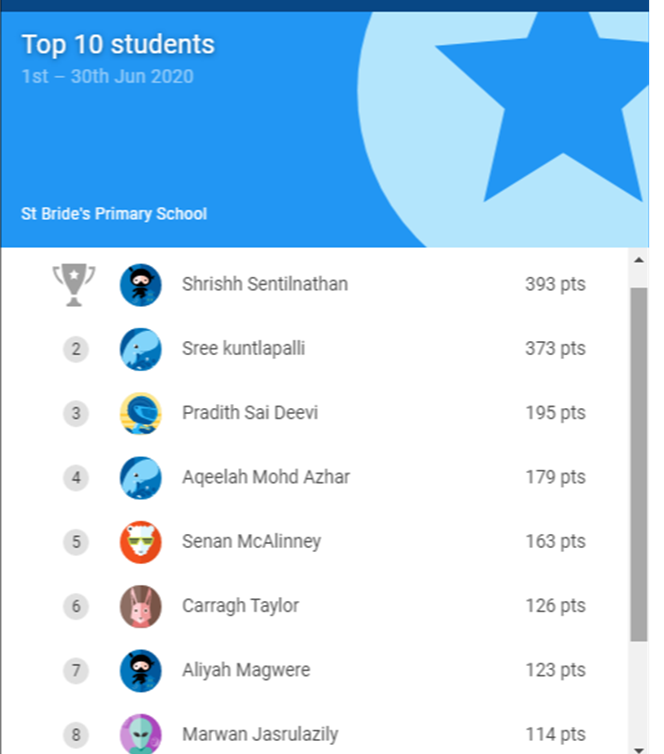 Top 10 students
1st – 30th Jun 2020
St Bride's Primary School
Shrishh Sentilnathan 393 pts
2 Sree kuntlapalli 373 pts
3 Pradith Sai Deevi 195 pts
4 Aqeelah Mohd Azhar 179 pts
5 Senan McAlinney 163 pts
6 Carragh Taylor 126 pts
7 Aliyah Magwere 123 pts
8 Marwan Jasrulazily 114 pts